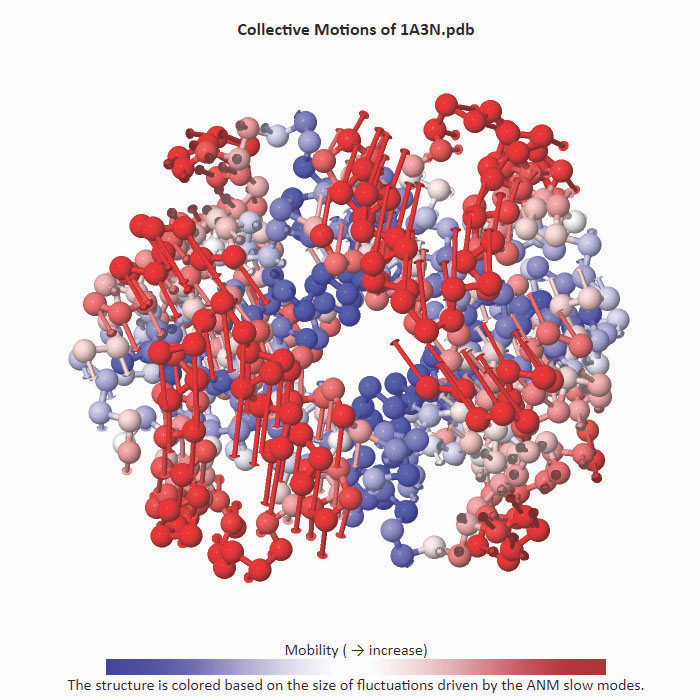 Collective Motions of 1A3N.pdb
Mobility ( → increase)
The structure is colored based on the size of fluctuations driven by the ANM slow modes.